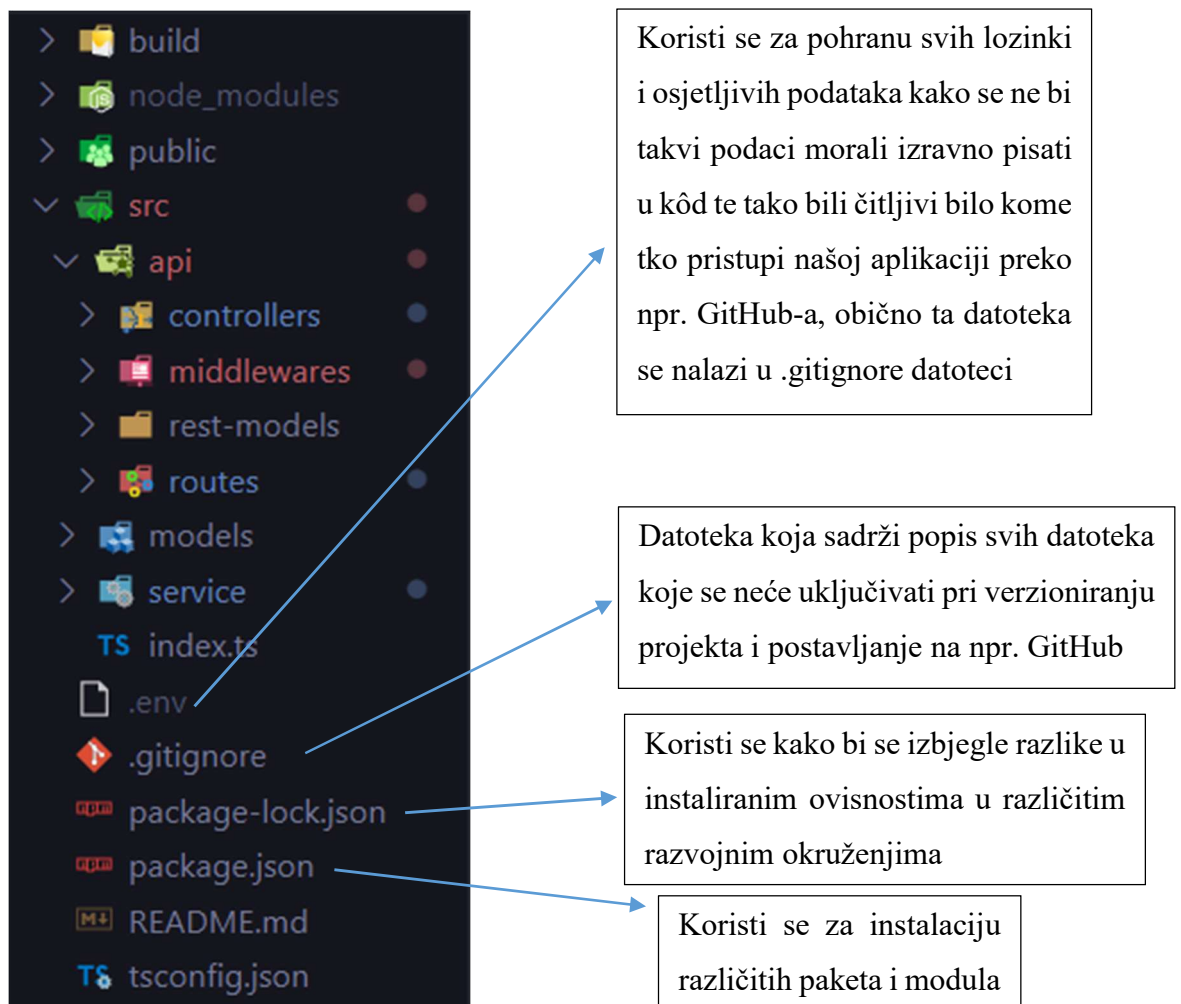 build
node_modules
public
src
api
controllers
middlewares
rest-models
routes
models
service
TS index.ts
.env
.gitignore
npm package-lock.json
npm package.json
M↓ README.md
TS tsconfig.json
Koristi se za pohranu svih lozinki
i osjetljivih podataka kako se ne bi
takvi podaci morali izravno pisati
u kôd te tako bili čitljivi bilo kome
tko pristupi našoj aplikaciji preko
npr. GitHub-a, obično ta datoteka
se nalazi u .gitignore datoteci
Datoteka koja sadrži popis svih datoteka
koje se neće uključivati pri verzioniranju
projekta i postavljanje na npr. GitHub
Koristi se kako bi se izbjegle razlike u
instaliranim ovisnostima u različitim
razvojnim okruženjima
Koristi se za instalaciju
različitih paketa i modula